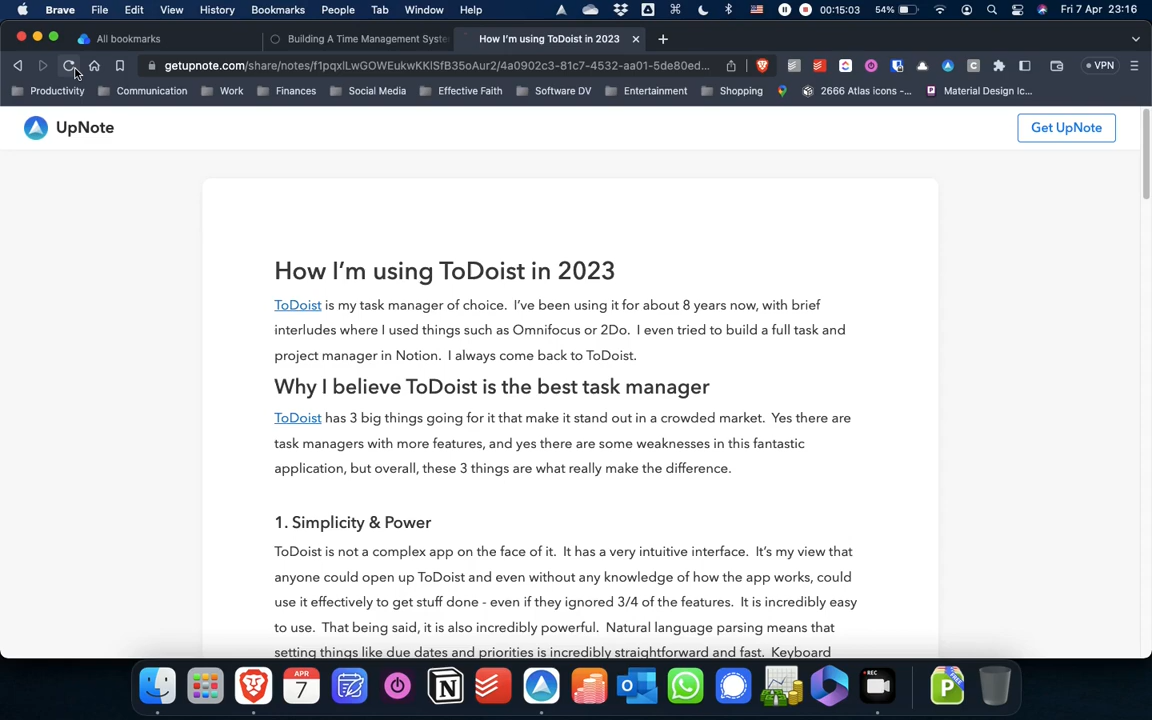 Brave File Edit View History Bookmarks People Tab Window Help 00:15:03 54% Fri 7 Apr 23:16
All bookmarks
Building A Time Management Syste
How I'm using ToDoist in 2023
getupnote.com/share/notes/f1pqxlLwGOWEukwKKlSfB35oAur2/4a0902c3-81c7-4532-aa01-5de80ed...
VPN
Productivity Communication Work Finances Social Media Effective Faith Software DV Entertainment Shopping 2666 Atlas icons -... Material Design Ic...
UpNote
Get UpNote
How I'm using ToDoist in 2023
ToDoist is my task manager of choice. I've been using it for about 8 years now, with brief
interludes where I used things such as Omnifocus or 2Do. I even tried to build a full task and
project manager in Notion. I always come back to ToDoist.
Why I believe ToDoist is the best task manager
ToDoist has 3 big things going for it that make it stand out in a crowded market. Yes there are
task managers with more features, and yes there are some weaknesses in this fantastic
application, but overall, these 3 things are what really make the difference.
1. Simplicity & Power
ToDoist is not a complex app on the face of it. It has a very intuitive interface. It's my view that
anyone could open up ToDoist and even without any knowledge of how the app works, could
use it effectively to get stuff done - even if they ignored 3/4 of the features. It is incredibly easy
to use. That being said, it is also incredibly powerful. Natural language parsing means that
setting things like due dates and priorities is incredibly straightforward and fast. Keyboard
APR
7
REC